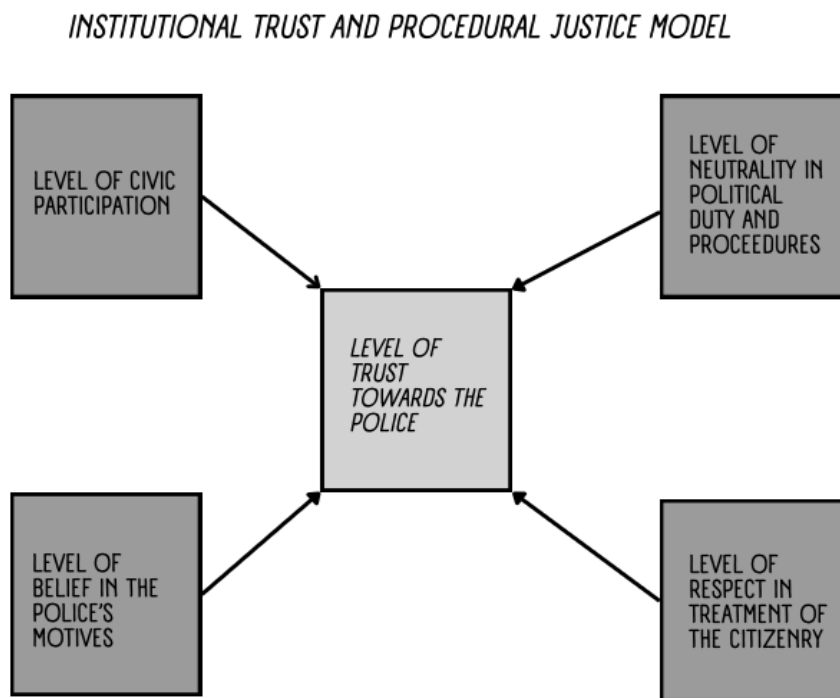 INSTITUTIONAL TRUST AND PROCEDURAL JUSTICE MODEL
LEVEL OF CIVIC
PARTICIPATION
LEVEL OF
NEUTRALITY IN
POLITICAL
DUTY AND
PROCEEDURES
LEVEL OF
TRUST
TOWARDS THE
POLICE
LEVEL OF
BELIEF IN THE
POLICE'S
MOTIVES
LEVEL OF
RESPECT IN
TREATMENT OF
THE CITIZENRY